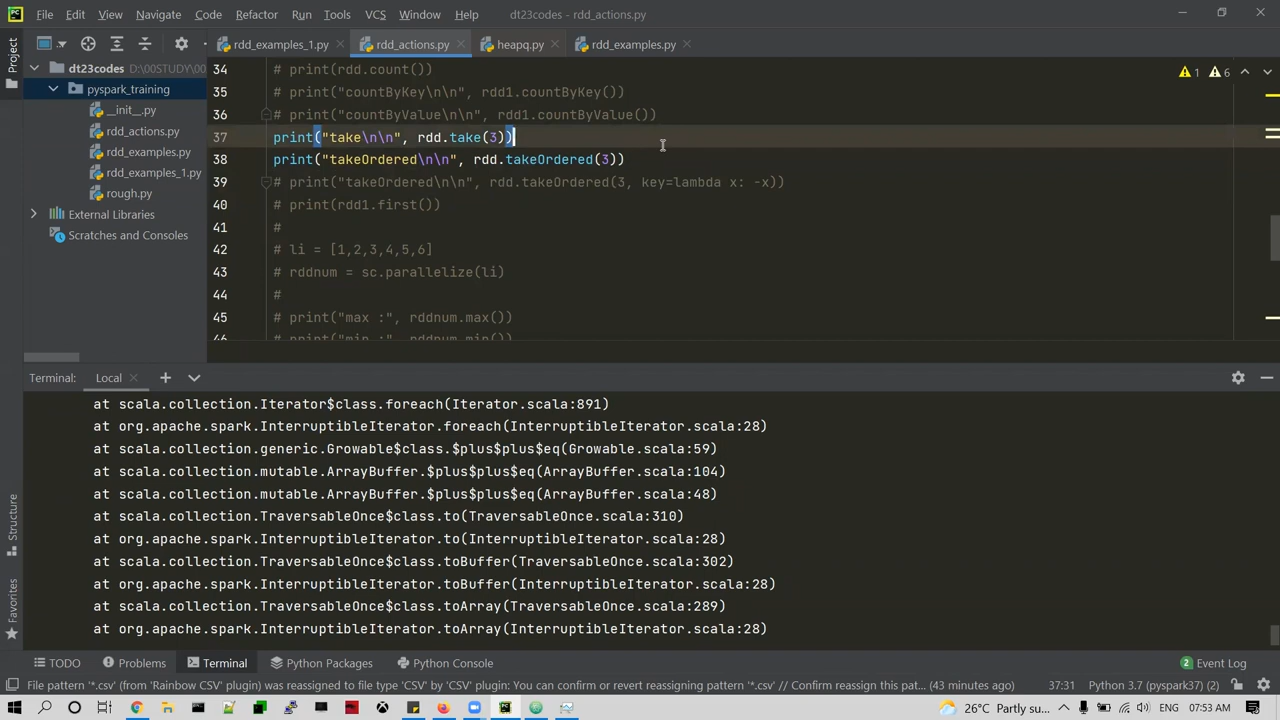 File Edit View Navigate Code Refactor Run Tools VCS Window Help dt23codes - rdd_actions.py
Project
rdd_examples_1.py rdd_actions.py heapq.py rdd_examples.py
dt23codes D:\00STUDY\00_TRAINING
pyspark_training
__init__.py
rdd_actions.py
rdd_examples.py
rdd_examples_1.py
rough.py
External Libraries
Scratches and Consoles
1 6
34 # print(rdd.count())
35 # print("countByKey\n\n", rdd1.countByKey())
36 # print("countByValue\n\n", rdd1.countByValue())
37 print("take\n\n", rdd.take(3))
38 print("takeOrdered\n\n", rdd.takeOrdered(3))
39 # print("takeOrdered\n\n", rdd.takeOrdered(3, key=lambda x: -x))
40 # print(rdd1.first())
41 #
42 # li = [1,2,3,4,5,6]
43 # rddnum = sc.parallelize(li)
44 #
45 # print("max :", rddnum.max())
46 # print("min :", rddnum.min())
Terminal: Local
at scala.collection.Iterator$class.foreach(Iterator.scala:891)
at org.apache.spark.InterruptibleIterator.foreach(InterruptibleIterator.scala:28)
at scala.collection.generic.Growable$class.$plus$plus$eq(Growable.scala:59)
at scala.collection.mutable.ArrayBuffer.$plus$plus$eq(ArrayBuffer.scala:104)
at scala.collection.mutable.ArrayBuffer.$plus$plus$eq(ArrayBuffer.scala:48)
at scala.collection.TraversableOnce$class.to(TraversableOnce.scala:310)
at org.apache.spark.InterruptibleIterator.to(InterruptibleIterator.scala:28)
at scala.collection.TraversableOnce$class.toBuffer(TraversableOnce.scala:302)
at org.apache.spark.InterruptibleIterator.toBuffer(InterruptibleIterator.scala:28)
at scala.collection.TraversableOnce$class.toArray(TraversableOnce.scala:289)
at org.apache.spark.InterruptibleIterator.toArray(InterruptibleIterator.scala:28)
Structure
Favorites
TODO Problems Terminal Python Packages Python Console 2 Event Log
File pattern '*.csv' (from 'Rainbow CSV' plugin) was reassigned to file type 'CSV' by 'CSV' plugin: You can confirm or revert reassigning pattern '*.csv' // Confirm reassign this pat... (43 minutes ago) 37:31 Python 3.7 (pyspark37) (2)
26°C Partly su... ENG 07:53 AM